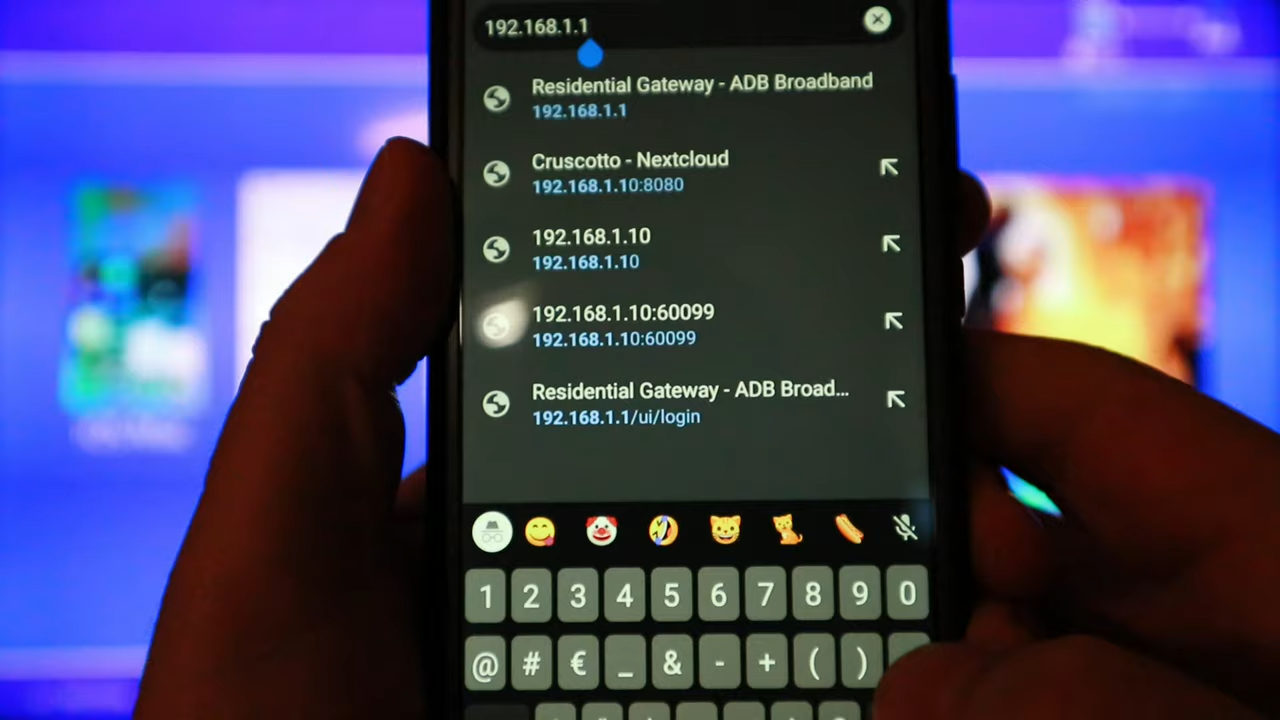 192.168.1.1
Residential Gateway - ADB Broadband
192.168.1.1
Cruscotto - Nextcloud
192.168.1.10:8080
192.168.1.10
192.168.1.10
192.168.1.10:60099
192.168.1.10:60099
Residential Gateway - ADB Broad...
192.168.1.1/ui/login
1 2 3 4 5 6 7 8 9 0
@ # € _ & - + ( )